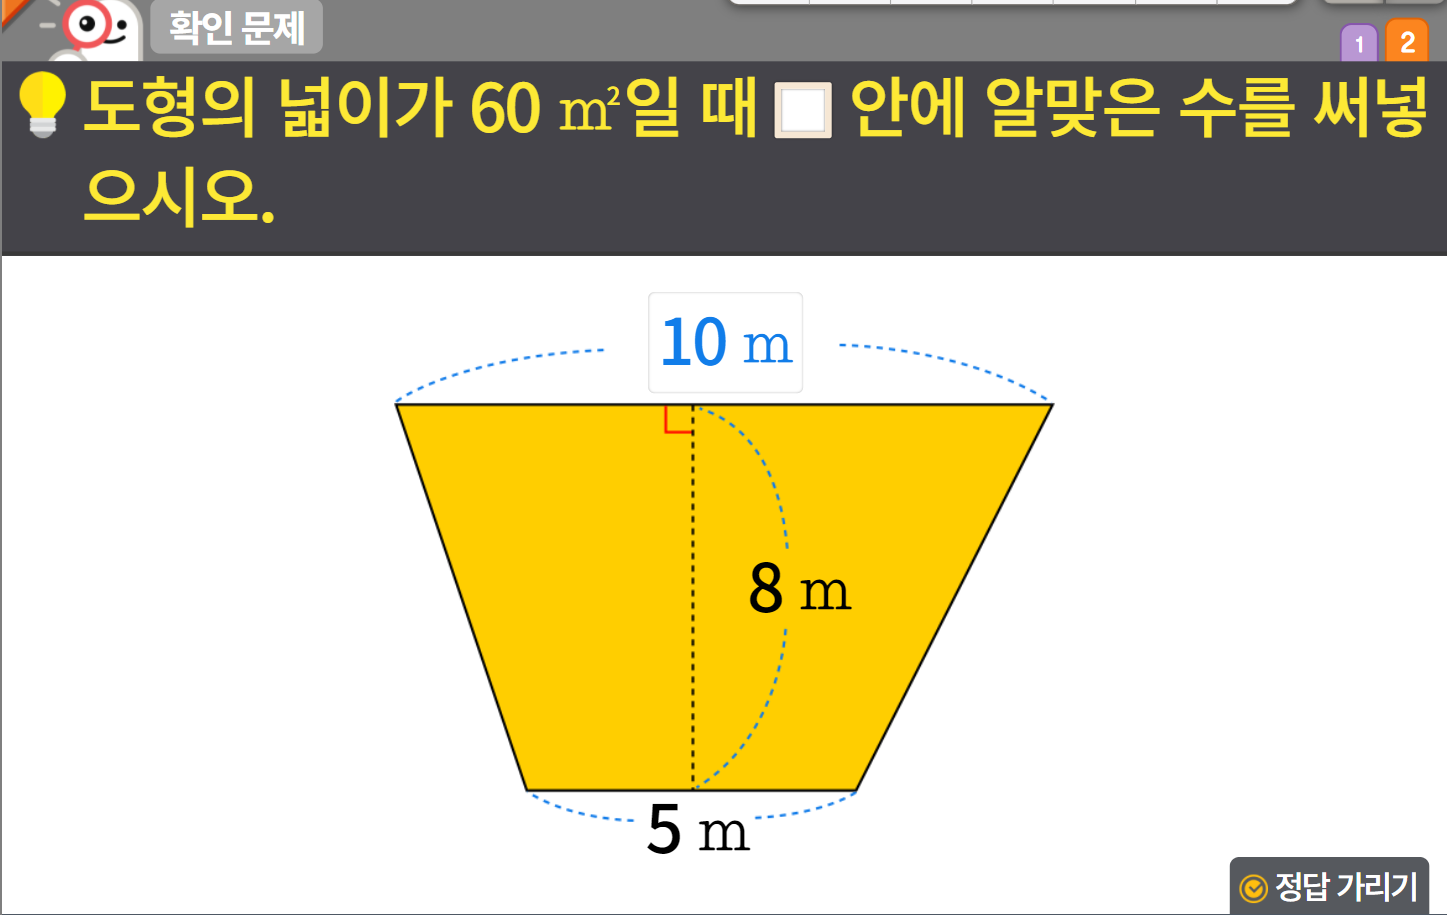 확인 문제
1 2
도형의 넓이가 60 m²일 때 안에 알맞은 수를 써넣
으시오.
10 m
8 m
5 m
정답 가리기